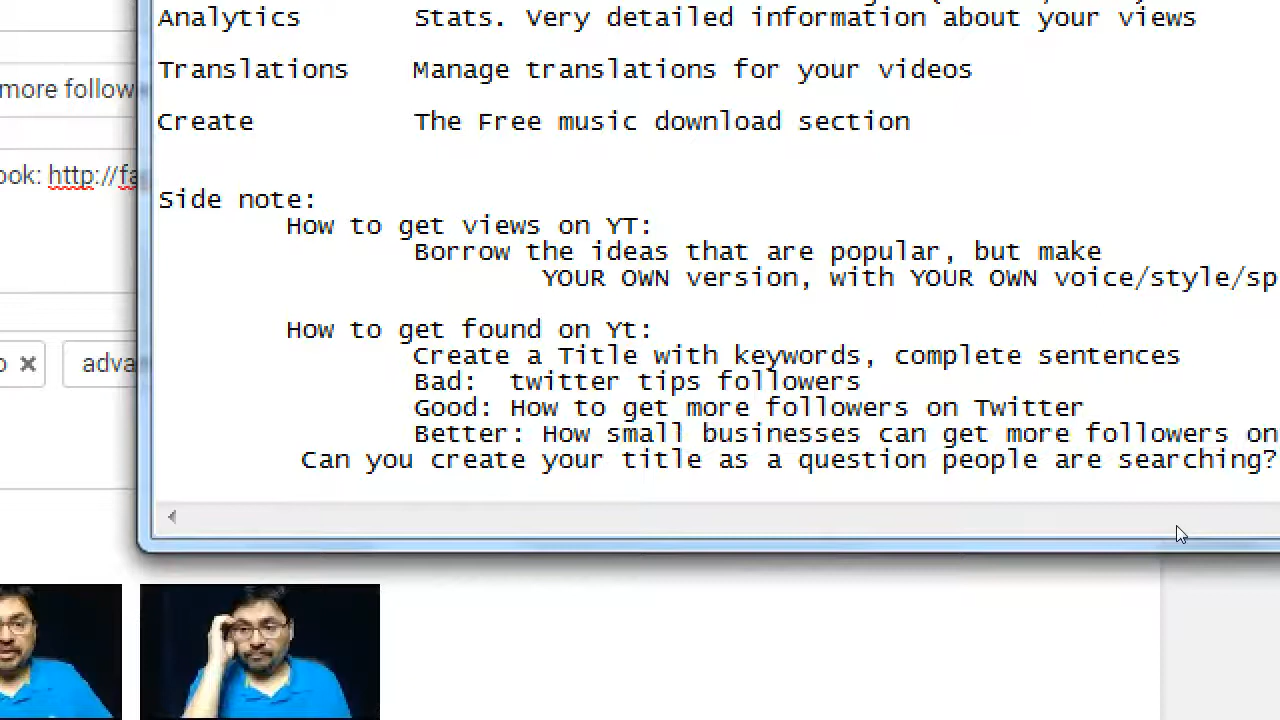 Analytics Stats. Very detailed information about your views
Translations Manage translations for your videos
more follow
Create The Free music download section
ook: http://fa
Side note:
How to get views on YT:
Borrow the ideas that are popular, but make
YOUR OWN version, with YOUR OWN voice/style/sp
How to get found on Yt:
Create a Title with keywords, complete sentences
adva
Bad: twitter tips followers
Good: How to get more followers on Twitter
Better: How small businesses can get more followers on
Can you create your title as a question people are searching?